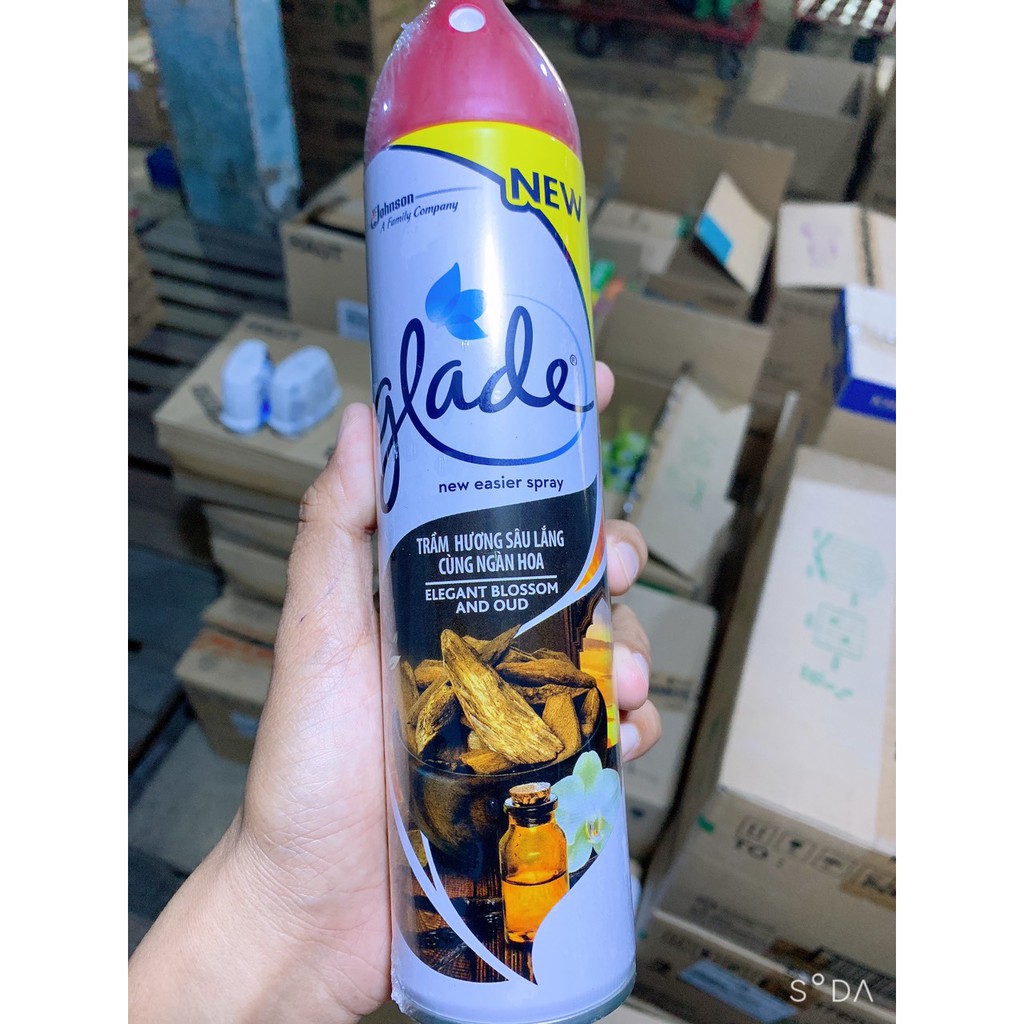 NEW
SC Johnson
A Family Company
glade®
new easier spray
TRẦM HƯƠNG SÂU LẮNG
CÙNG NGÀN HOA
ELEGANT BLOSSOM
AND OUD
TO
S°DA